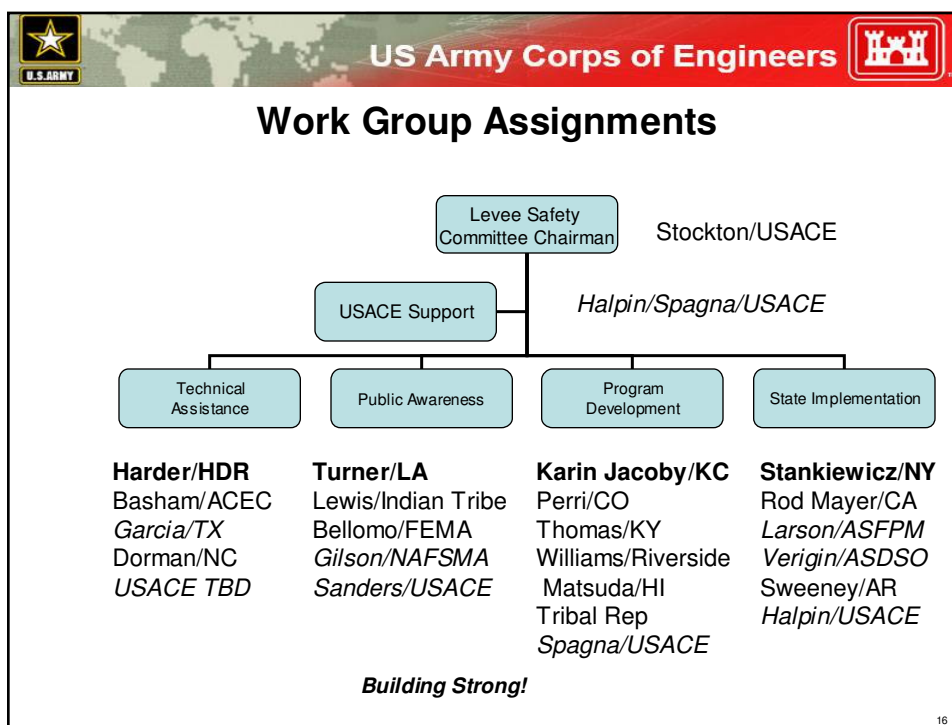 U.S.ARMY
US Army Corps of Engineers
Work Group Assignments
Levee Safety
Committee Chairman
Stockton/USACE
USACE Support
Halpin/Spagna/USACE
Technical
Assistance
Public Awareness
Program
Development
State Implementation
Harder/HDR
Basham/ACEC
Garcia/TX
Dorman/NC
USACE TBD
Turner/LA
Lewis/Indian Tribe
Bellomo/FEMA
Gilson/NAFSMA
Sanders/USACE
Karin Jacoby/KC
Perri/CO
Thomas/KY
Williams/Riverside
Matsuda/HI
Tribal Rep
Spagna/USACE
Stankiewicz/NY
Rod Mayer/CA
Larson/ASFPM
Verigin/ASDSO
Sweeney/AR
Halpin/USACE
Building Strong!
16